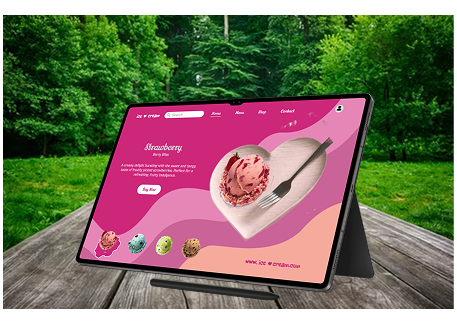 ice ♥ cream
Search
Home
Menu
Shop
Contact
Strawberry
Berry Bliss
A creamy delight bursting with the sweet and tangy
taste of freshly picked strawberries. Perfect for a
refreshing, fruity indulgence.
Buy Now
www. ice ♥ cream.com